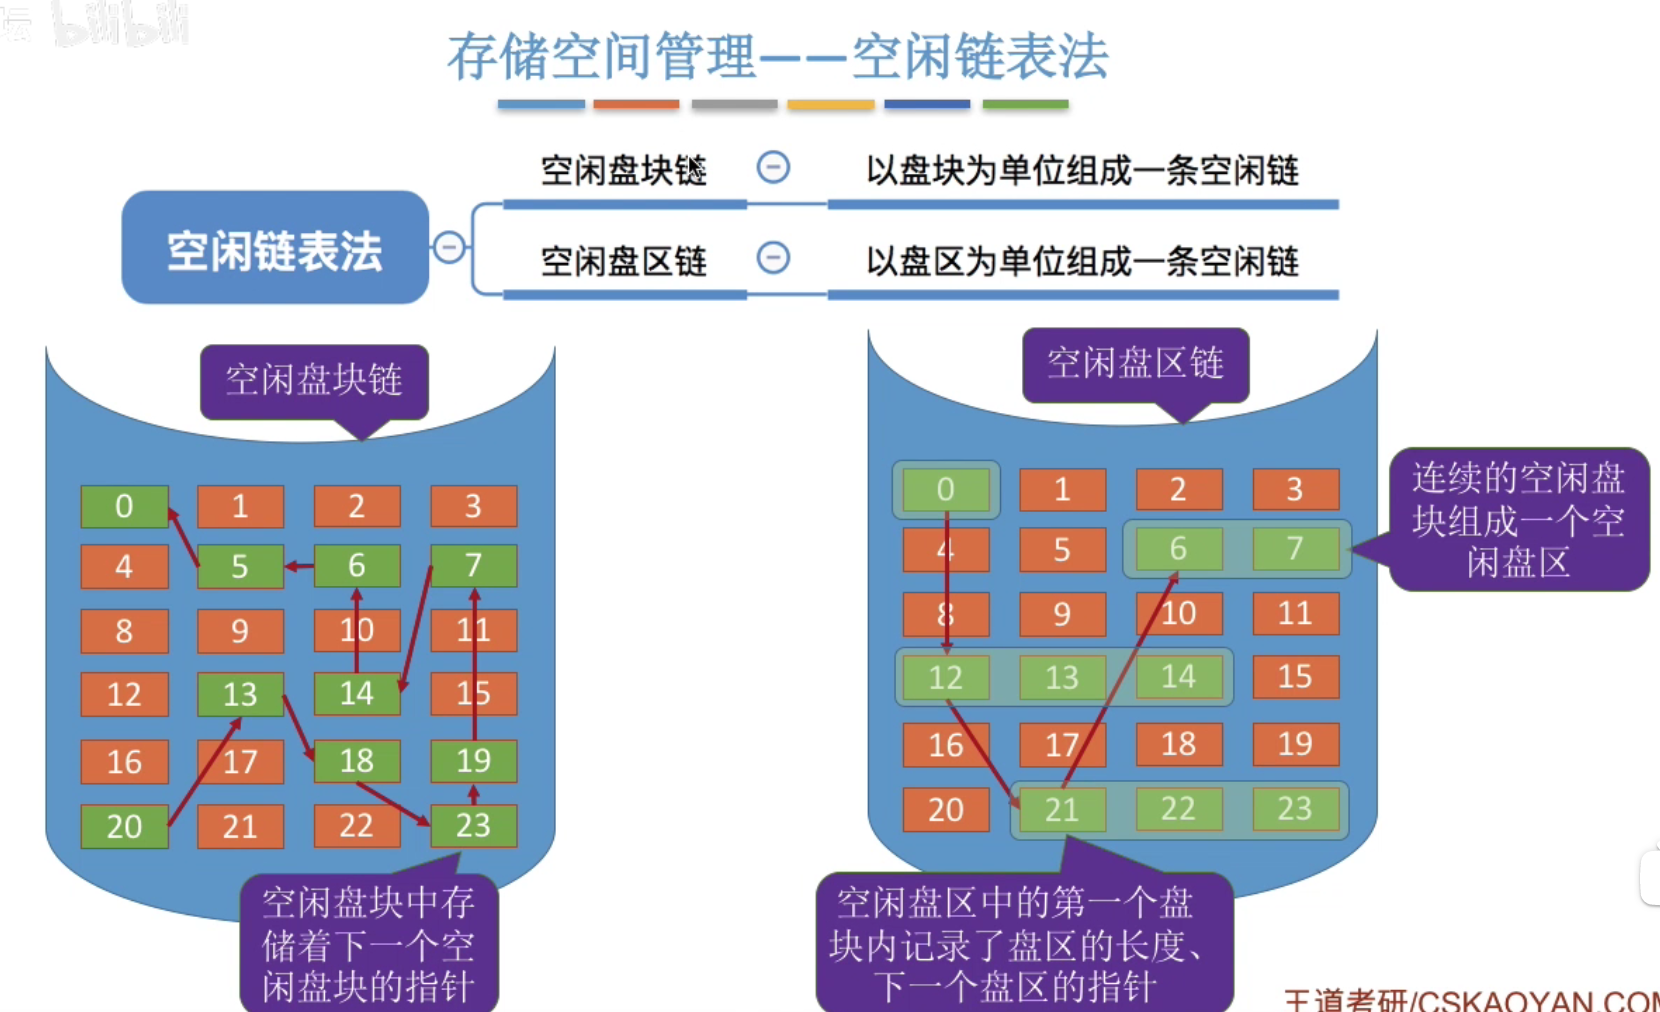 坛 bilibili
存储空间管理——空闲链表法
空闲链表法
空闲盘块链
以盘块为单位组成一条空闲链
空闲盘区链
以盘区为单位组成一条空闲链
空闲盘块链
0 1 2 3
4 5 6 7
8 9 10 11
12 13 14 15
16 17 18 19
20 21 22 23
空闲盘块中存
储着下一个空
闲盘块的指针
空闲盘区链
0 1 2 3
4 5 6 7
8 9 10 11
12 13 14 15
16 17 18 19
20 21 22 23
连续的空闲盘
块组成一个空
闲盘区
空闲盘区中的第一个盘
块内记录了盘区的长度、
下一个盘区的指针
王道考研/CSKAOYAN.COM